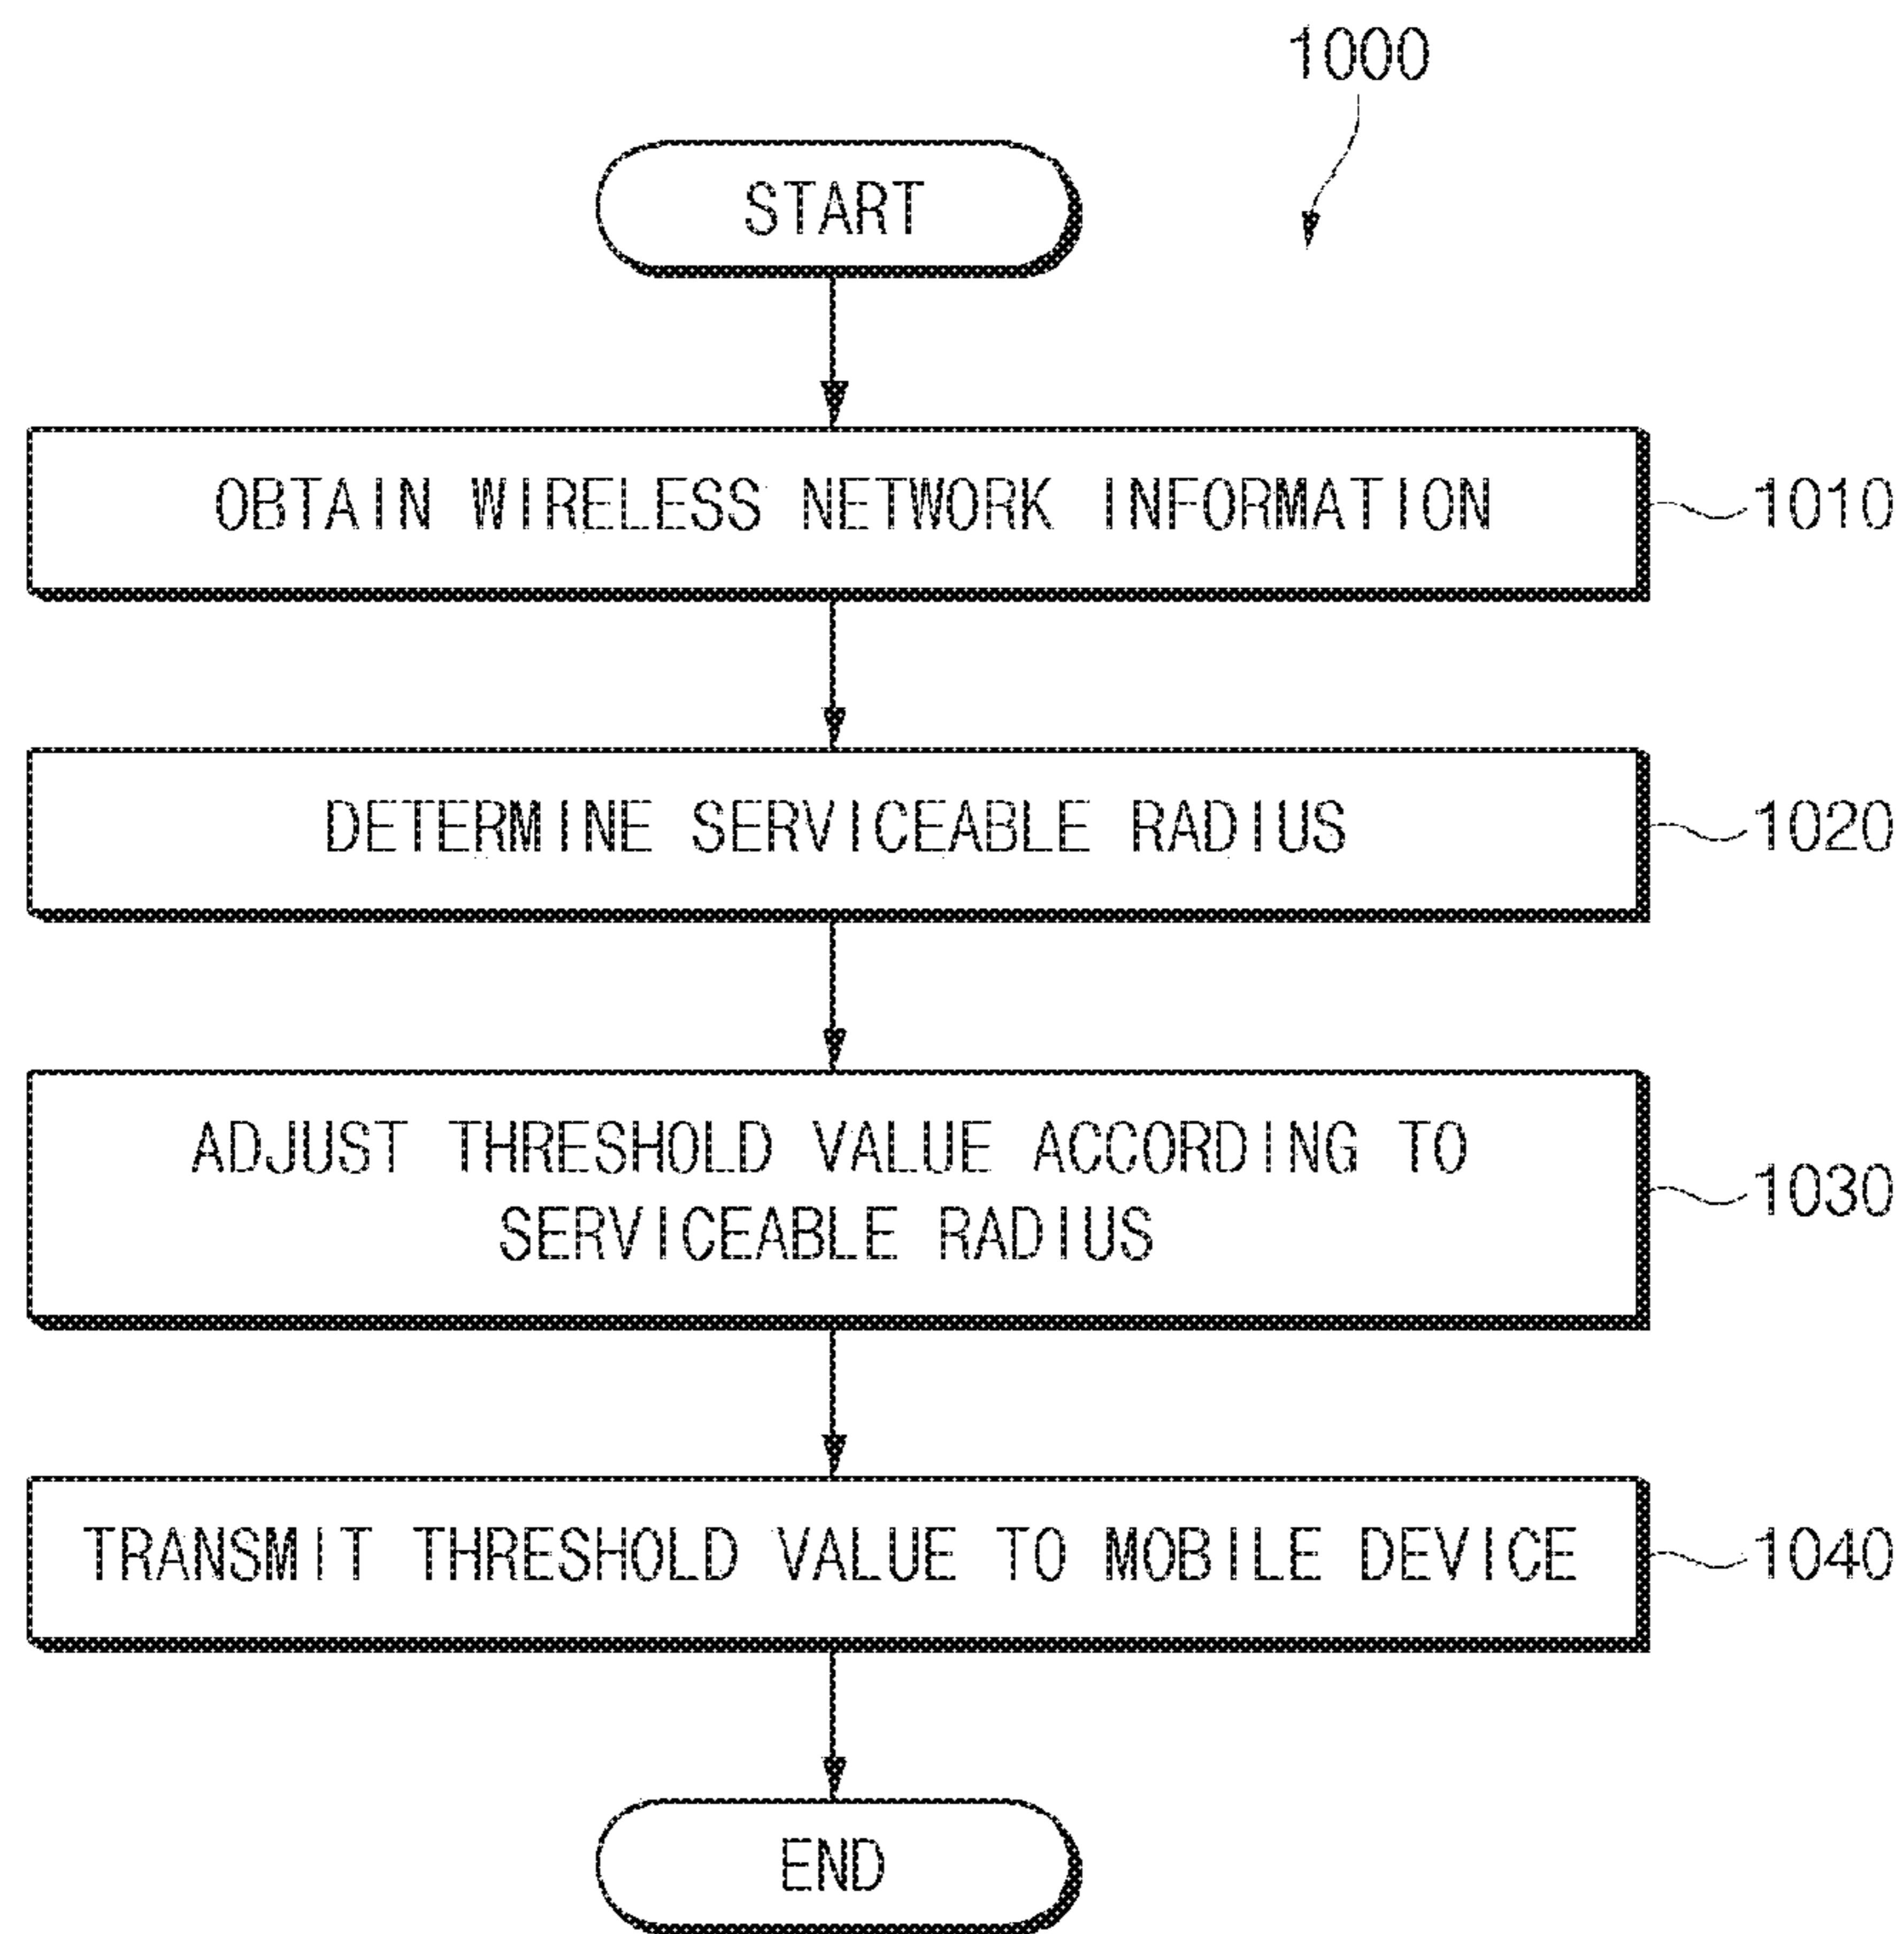 1000
START
OBTAIN WIRELESS NETWORK INFORMATION
1010
DETERMINE SERVICEABLE RADIUS
1020
ADJUST THRESHOLD VALUE ACCORDING TO
SERVICEABLE RADIUS
1030
TRANSMIT THRESHOLD VALUE TO MOBILE DEVICE
1040
END